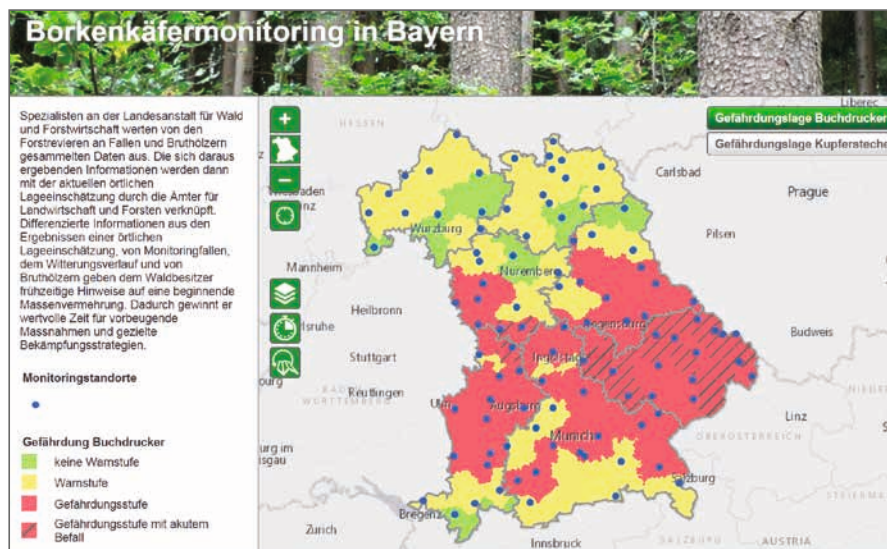 Borkenkäfermonitoring in Bayern
Spezialisten an der Landesanstalt für Wald
und Forstwirtschaft werten von den
Forstrevieren an Fallen und Bruthölzern
gesammelten Daten aus. Die sich daraus
ergebenden Informationen werden dann
mit der aktuellen örtlichen
Lageeinschätzung durch die Ämter für
Landwirtschaft und Forsten verknüpft.
Differenzierte Informationen aus den
Ergebnissen einer örtlichen
Lageeinschätzung, von Monitoringfallen,
dem Witterungsverlauf und von
Bruthölzern geben dem Waldbesitzer
frühzeitige Hinweise auf eine beginnende
Massenvermehrung. Dadurch gewinnt er
wertvolle Zeit für vorbeugende
Massnahmen und gezielte
Bekämpfungsstrategien.
Monitoringstandorte
Gefährdung Buchdrucker
keine Warnstufe
Warnstufe
Gefährdungsstufe
Gefährdungsstufe mit akutem
Befall
Gefährdungslage Buchdrucker
Gefährdungslage Kupfersteche
Liberec
HESSEN
Carlsbad
Prague
Würzburg
Pilsen
Mannheim
Nuremberg
Heilbronn
Regensburg
Budweis
Stuttgart
Ingolstadt
Reutlingen
Ulm
Augsburg
Linz
Munich
OBERÖSTERREICH
Salzburg
Bregenz
Zurich
Innsbruck
SALZBURG
AUSTRIA